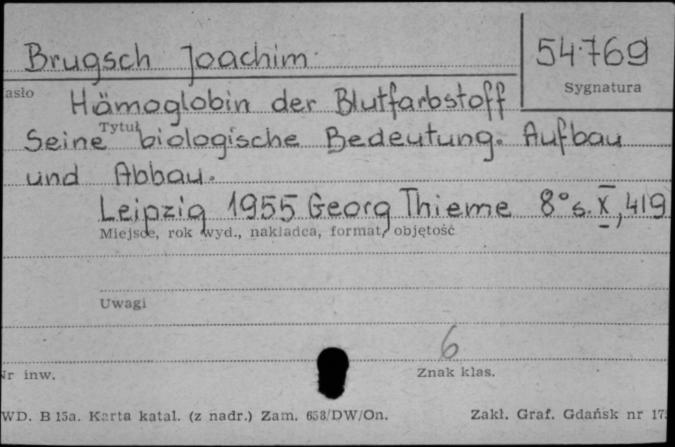 Brugsch Joachim
54769
Sygnatura
asło
Hämoglobin der Blutfarbstoff
Tytuł
Seine biologische Bedeutung. Aufbau
und Abbau.
Leipzig 1955 Georg Thieme 8° s. X, 419
Miejsce, rok wyd., nakładca, format, objętość
Uwagi
6
Nr inw.
Znak klas.
WD. B 15a. Karta katal. (z nadr.) Zam. 658/DW/On.
Zakł. Graf. Gdańsk nr 17